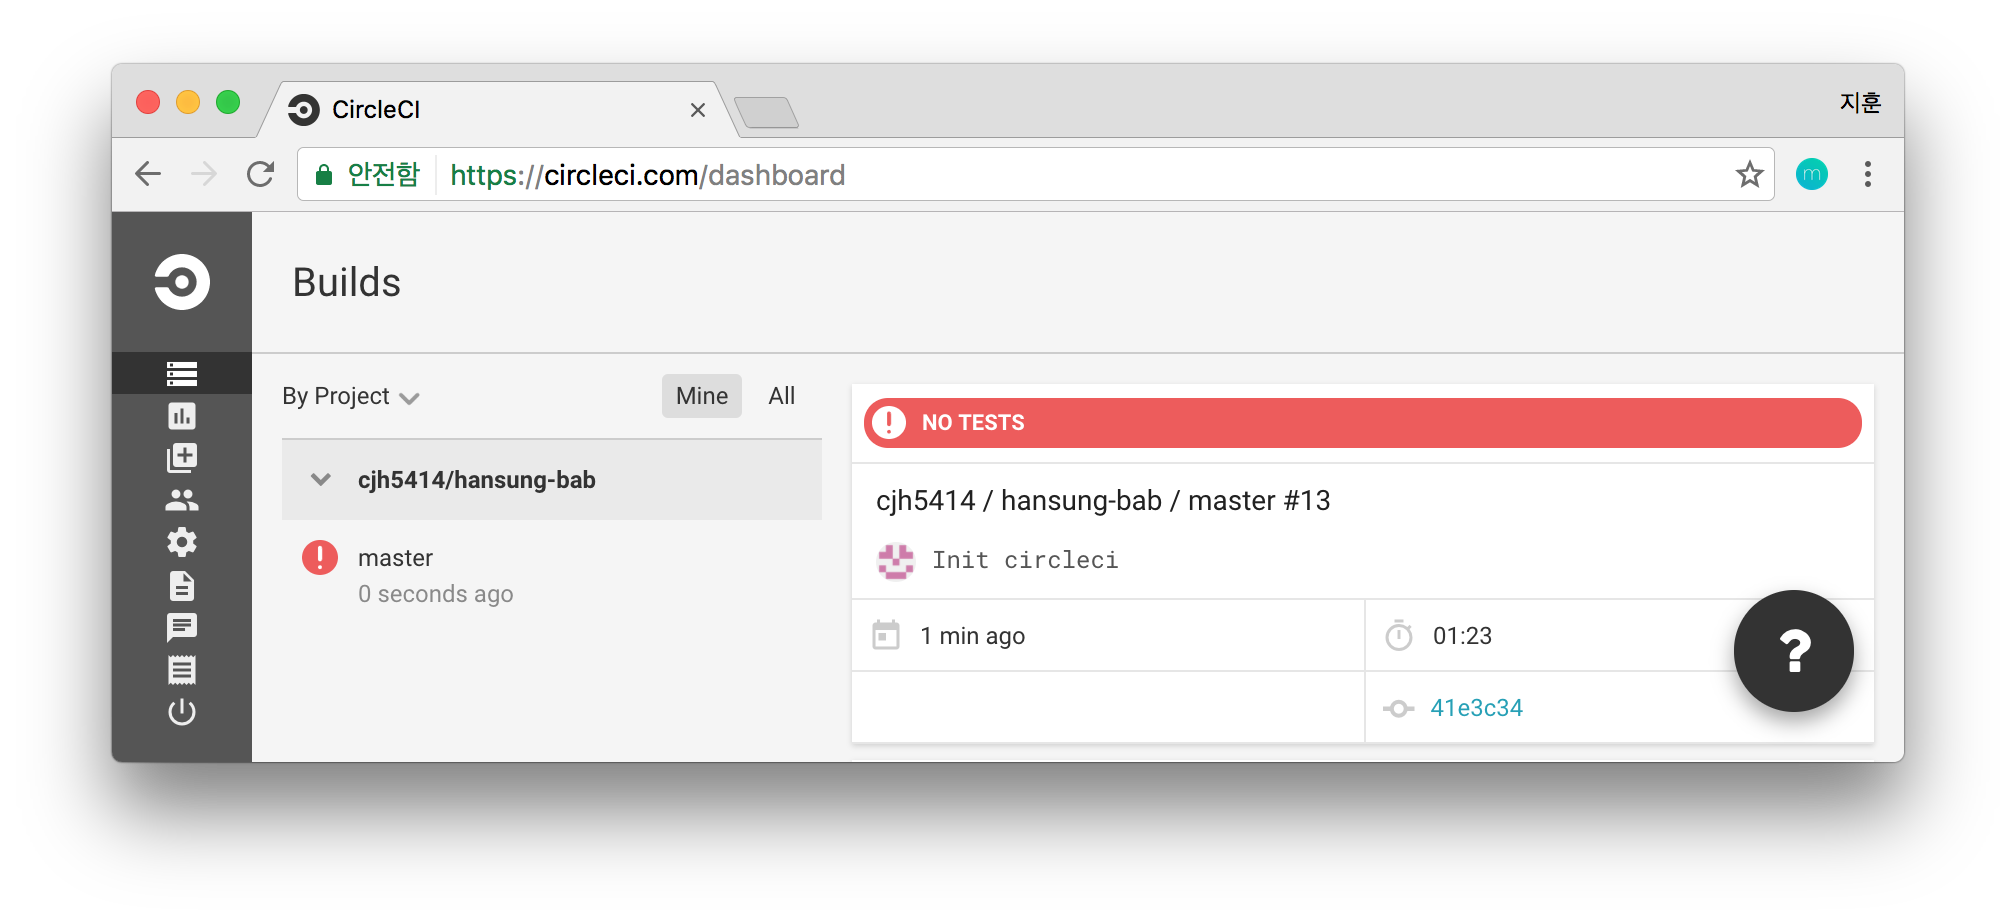 CircleCI
지훈
안전함 https://circleci.com/dashboard
m
Builds
By Project
Mine All
cjh5414/hansung-bab
master
0 seconds ago
! NO TESTS
cjh5414 / hansung-bab / master #13
Init circleci
1 min ago
01:23
41e3c34
?